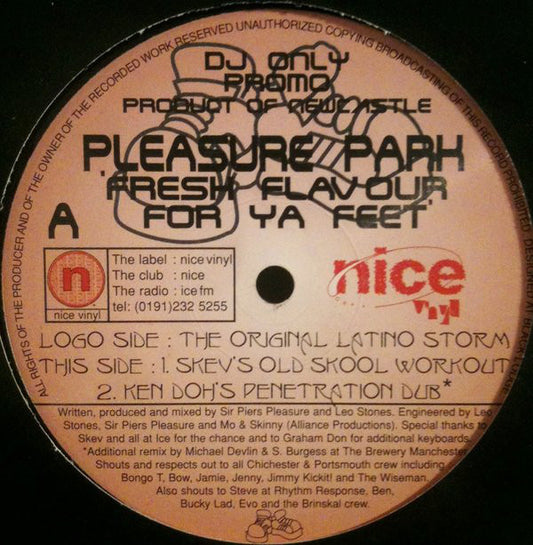 ALL RIGHTS OF THE PRODUCER AND OF THE OWNER OF THE RECORDED WORK RESERVED UNAUTHORIZED COPYING BROADCASTING OF THIS RECORD PROHIBITED DESIGNED AT
DJ ONLY
PROMO
PRODUCT OF NEWCASTLE
PLEASURE PARK
'FRESH FLAVOUR
FOR YA FEET'
A
n
nice vinyl
The label : nice vinyl
The club : nice
The radio : ice fm
tel: (0191)232 5255
nice
vinyl
LOGO SIDE : THE ORIGINAL LATINO STORM
THIS SIDE : 1. SKEV'S OLD SKOOL WORKOUT
2. KEN DOH'S PENETRATION DUB*
Written, produced and mixed by Sir Piers Pleasure and Leo Stones. Engineered by Leo
Stones, Sir Piers Pleasure and Mo & Skinny (Alliance Productions). Special thanks to
Skev and all at Ice for the chance and to Graham Don for additional keyboards.
*Additional remix by Michael Devlin & S. Burgess at The Brewery Manchester
Shouts and respects out to all Chichester & Portsmouth crew including
Bongo T, Bow, Jamie, Jenny, Jimmy Kickit! and The Wiseman.
Also shouts to Steve at Rhythm Response, Ben,
Bucky Lad, Evo and the Brinskal crew.